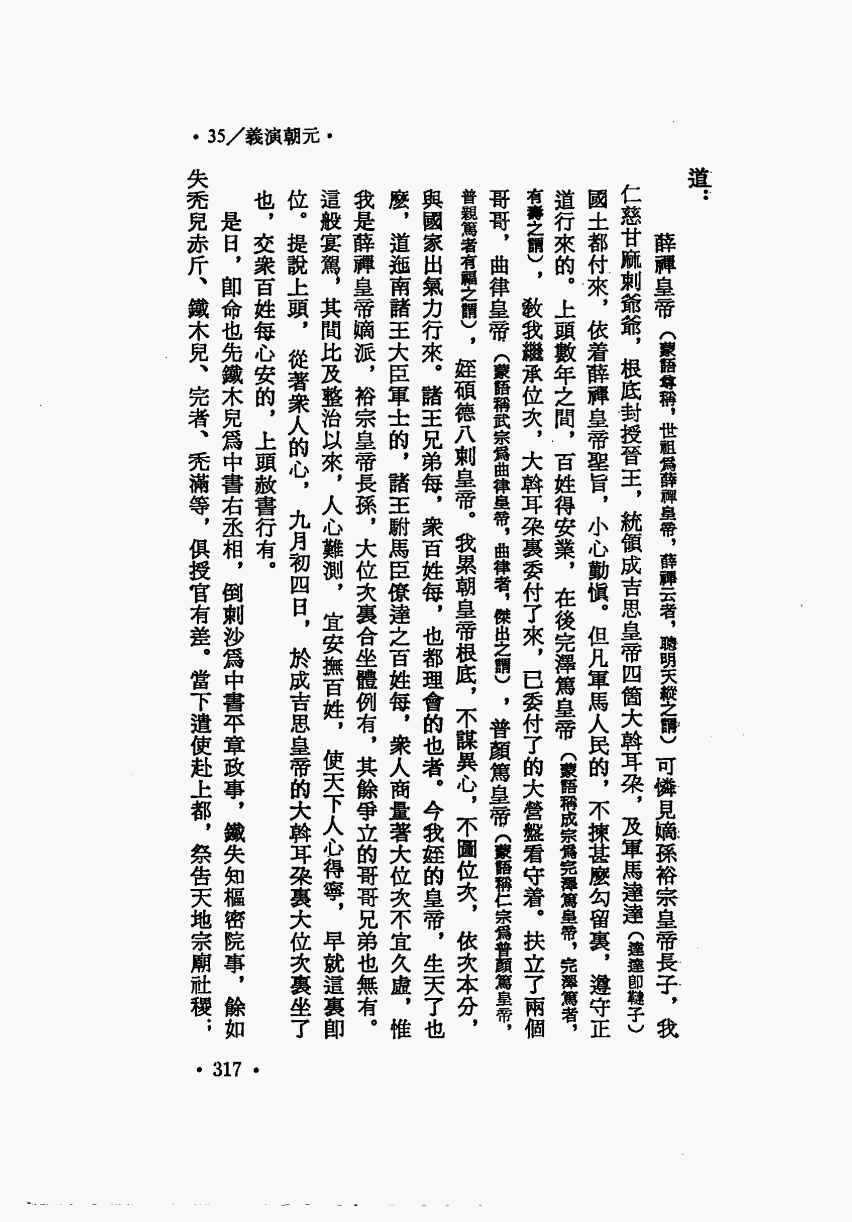 • 35／義演朝元 •
道：
薛禪皇帝（蒙語尊稱，世祖爲薛禪皇帝，薛禪云者，聰明天縱之謂）可憐見嫡孫裕宗皇帝長子，我
仁慈甘麻剌爺爺，根底封授晉王，統領成吉思皇帝四箇大斡耳朶，及軍馬達達（達達卽韃子）
國土都付來，依着薛禪皇帝聖旨，小心勤愼。但凡軍馬人民的，不揀甚麽勾留裏，遵守正
道行來的。上頭數年之間，百姓得安業，在後完澤篤皇帝（蒙語稱成宗爲完澤篤皇帝，完澤篤者，
有壽之謂），敎我繼承位次，大斡耳朶裏委付了來，已委付了的大營盤看守着。扶立了兩個
哥哥，曲律皇帝（蒙語稱武宗爲曲律皇帝，曲律者，傑出之謂），普顏篤皇帝（蒙語稱仁宗爲普顏篤皇帝，
普親篤者有福之謂），姪碩德八剌皇帝。我累朝皇帝根底，不謀異心，不圖位次，依次本分，
與國家出氣力行來。諸王兄弟每，衆百姓每，也都理會的也者。今我姪的皇帝，生天了也
麽，道迤南諸王大臣軍士的，諸王駙馬臣僚達之百姓每，衆人商量著大位次不宜久虛，惟
我是薛禪皇帝嫡派，裕宗皇帝長孫，大位次裏合坐體例有，其餘爭立的哥哥兄弟也無有。
這般宴駕，其間比及整治以來，人心難測，宜安撫百姓，使天下人心得寧，早就這裏卽
位。提說上頭，從著衆人的心，九月初四日，於成吉思皇帝的大斡耳朶裏大位次裏坐了
也，交衆百姓每心安的，上頭赦書行有。
是日，卽命也先鐵木兒爲中書右丞相，倒剌沙爲中書平章政事，鐵失知樞密院事，餘如
失禿兒赤斤、鐵木兒、完者、禿滿等，俱授官有差。當下遣使赴上都，祭告天地宗廟社稷；
• 317 •